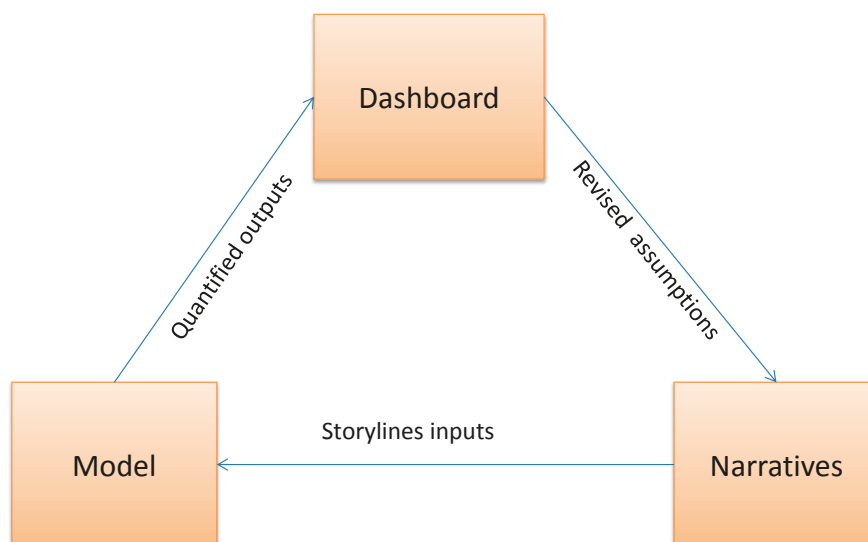 Dashboard
Quantified outputs
Revised assumptions
Storylines inputs
Model
Narratives